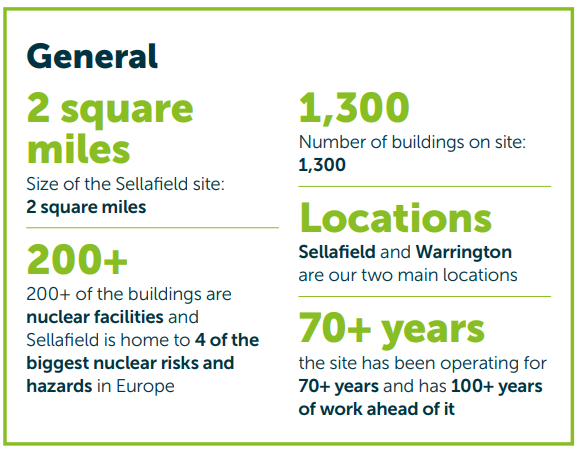 General
2 square
miles
Size of the Sellafield site:
2 square miles
200+
200+ of the buildings are
nuclear facilities and
Sellafield is home to 4 of the
biggest nuclear risks and
hazards in Europe
1,300
Number of buildings on site:
1,300
Locations
Sellafield and Warrington
are our two main locations
70+ years
the site has been operating for
70+ years and has 100+ years
of work ahead of it